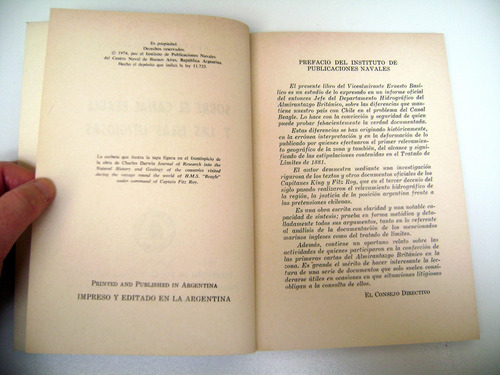 Es propiedad
Derechos reservados.
© 1974, por el Instituto de Publicaciones Navales
del Centro Naval de Buenos Aires, República Argentina
Hecho el depósito que indica la ley 11.723
La corbeta que forma la tapa figura en el frontispicio de
la obra de Charles Darwin Journal of Research into the
Natural History and Geology of the countries visited
during the voyage round the world of H.M.S. "Beagle"
under command of Captain Fitz Roy.
PRINTED AND PUBLISHED IN ARGENTINA
IMPRESO Y EDITADO EN LA ARGENTINA
PREFACIO DEL INSTITUTO DE
PUBLICACIONES NAVALES
El presente libro del Vicealmirante Ernesto Basí-
lico es un estudio de lo expresado en un informe oficial
del entonces Jefe del Departamento Hidrográfico del
Almirantazgo Británico, sobre las diferencias que man-
tiene nuestro país con Chile en el problema del Canal
Beagle. Lo hace con la convicción y seguridad de quien
puede probar fehacientemente la verdad documentada.
Estas diferencias se han originado históricamente,
en la errónea interpretación y en la deformación de lo
publicado por quienes efectuaron el primer relevamien-
to geográfico de la zona y también, del alcance y sig-
nificado de las estipulaciones contenidas en el Tratado de
Límites de 1881.
El autor demuestra mediante una investigación
rigurosa de los textos y otros documentos oficiales de los
Capitanes King y Fitz Roy, que en el tercer decenio del
siglo pasado realizaron el relevamiento hidrográfico de
la región, la justicia de la posición argentina frente a
las pretensiones chilenas.
Es una obra escrita con claridad y una notable capa-
cidad de síntesis; prueba en forma metódica y deta-
lladamente todos sus argumentos, tanto en lo referente
al análisis de la documentación de los mencionados
marinos ingleses como del tratado de límites.
Además, contiene un oportuno relato sobre las
actividades de quienes participaron en la confección de
las primeras cartas del Almirantazgo Británico en la
zona. Es grande el mérito de hacer interesante la lec-
tura de una serie de documentos que solo suelen consi-
derarse útiles en ocasiones en que situaciones litigiosas
obligan a la consulta de ellos.
EL CONSEJO DIRECTIVO